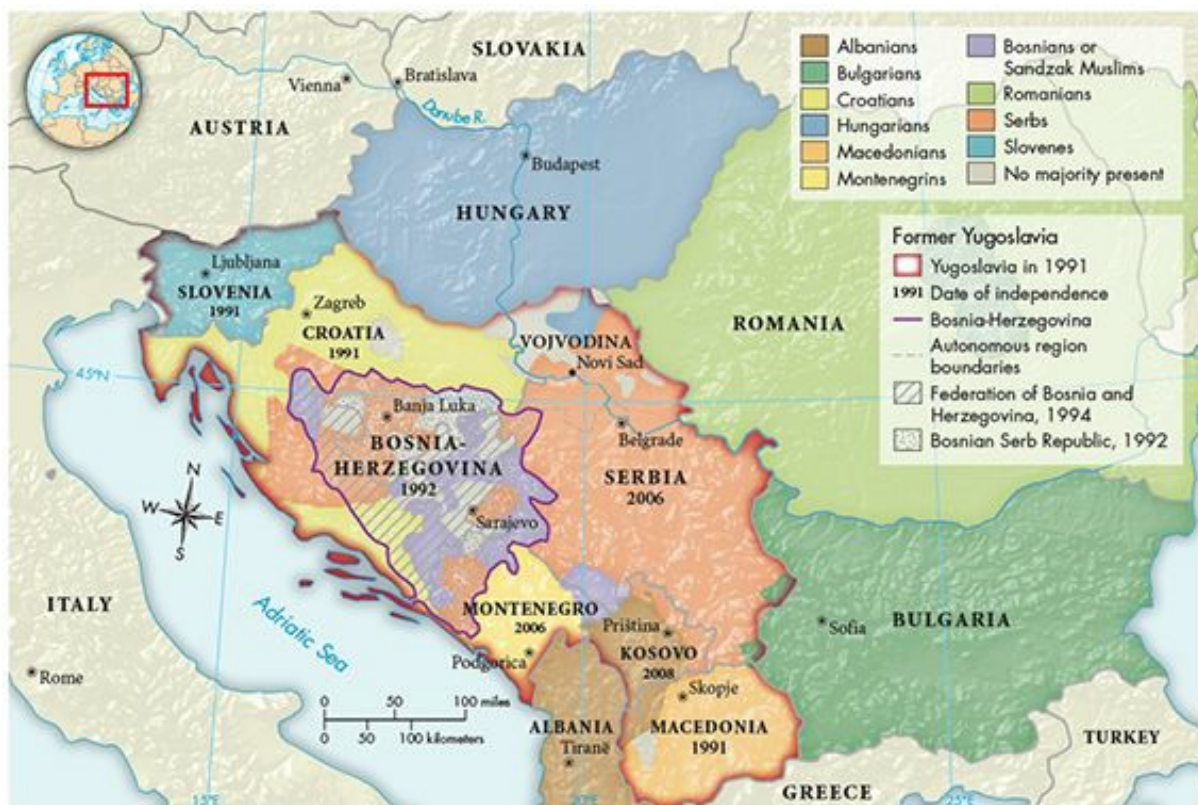 SLOVAKIA
Vienna
Bratislava
Danube R.
AUSTRIA
Budapest
HUNGARY
Albanians
Bulgarians
Croatians
Hungarians
Macedonians
Montenegrins
Bosnians or
Sandzak Muslims
Romanians
Serbs
Slovenes
No majority present
Former Yugoslavia
Yugoslavia in 1991
1991 Date of independence
Bosnia-Herzegovina
Autonomous region
boundaries
Federation of Bosnia and
Herzegovina, 1994
Bosnian Serb Republic, 1992
Ljubljana
SLOVENIA
1991
Zagreb
CROATIA
1991
VOJVODINA
Novi Sad
ROMANIA
45°N
Banja Luka
BOSNIA-
HERZEGOVINA
1992
Sarajevo
Belgrade
SERBIA
2006
N
W
E
S
ITALY
Adriatic Sea
Rome
MONTENEGRO
2006
Podgorica
Priština
KOSOVO
2008
Sofia
BULGARIA
Skopje
0 50 100 miles
0 50 100 kilometers
ALBANIA
Tiranë
MACEDONIA
1991
TURKEY
GREECE
15°E
20°E
25°E